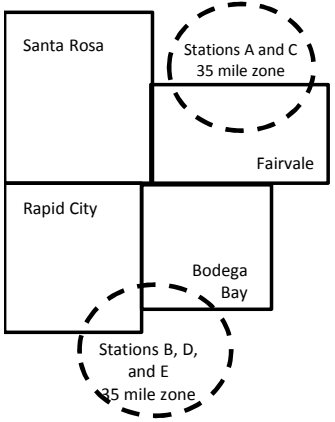 Santa Rosa
Stations A and C
35 mile zone
Fairvale
Rapid City
Bodega
Bay
Stations B, D,
and E
35 mile zone